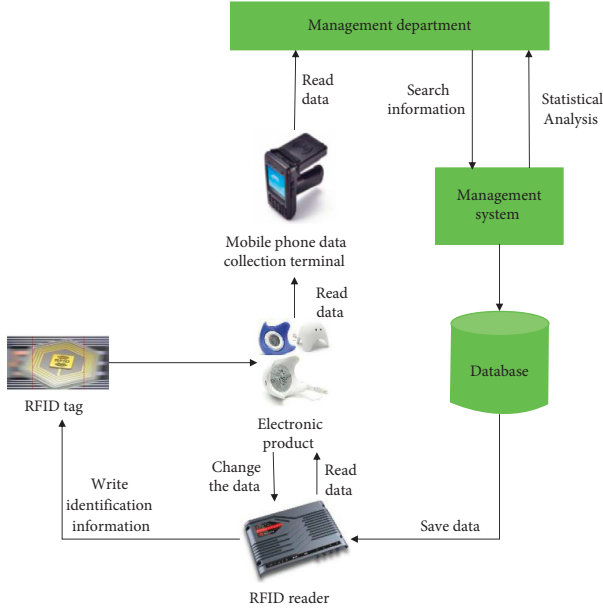 Management department
Read
data
Search
information
Statistical
Analysis
Management
system
Mobile phone data
collection terminal
Read
data
Database
RFID tag
Electronic
product
Change
the data
Read
data
Write
identification
information
Save data
RFID reader